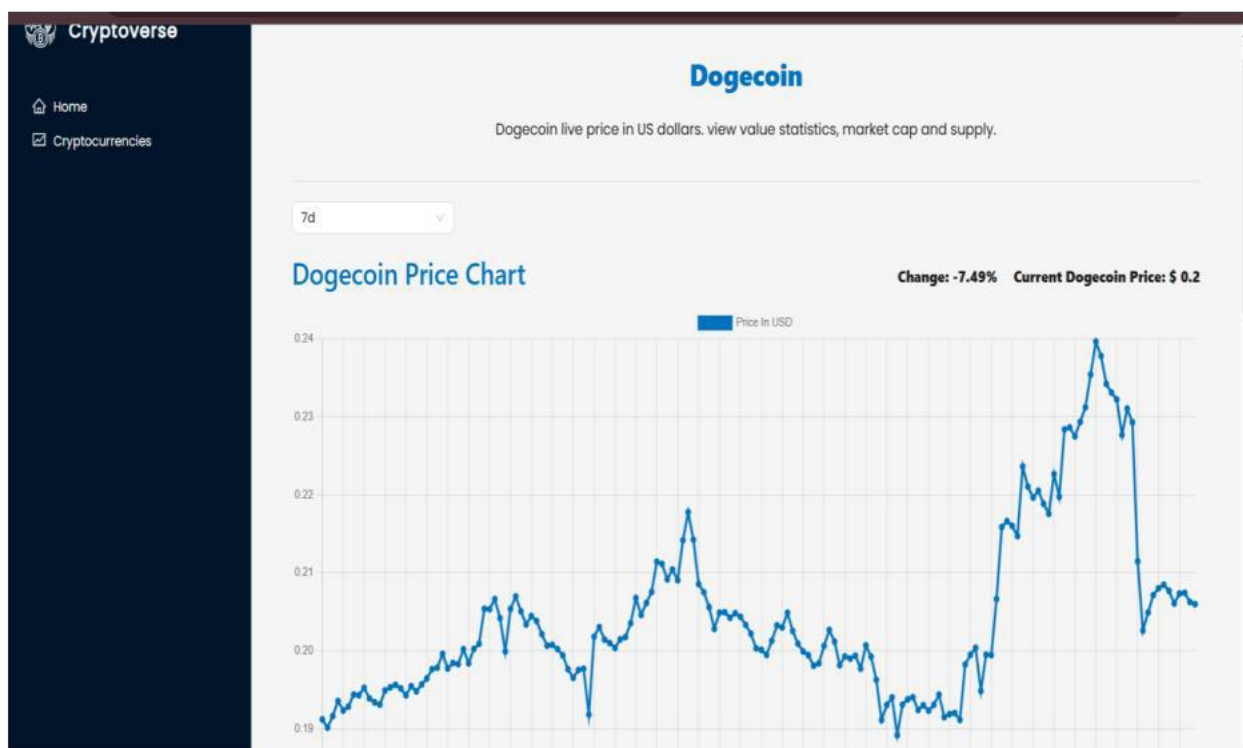 Cryptoverse
Home
Cryptocurrencies
Dogecoin
Dogecoin live price in US dollars. view value statistics, market cap and supply.
7d
Dogecoin Price Chart
Change: -7.49% Current Dogecoin Price: $ 0.2
Price In USD
0.24
0.23
0.22
0.21
0.20
0.19